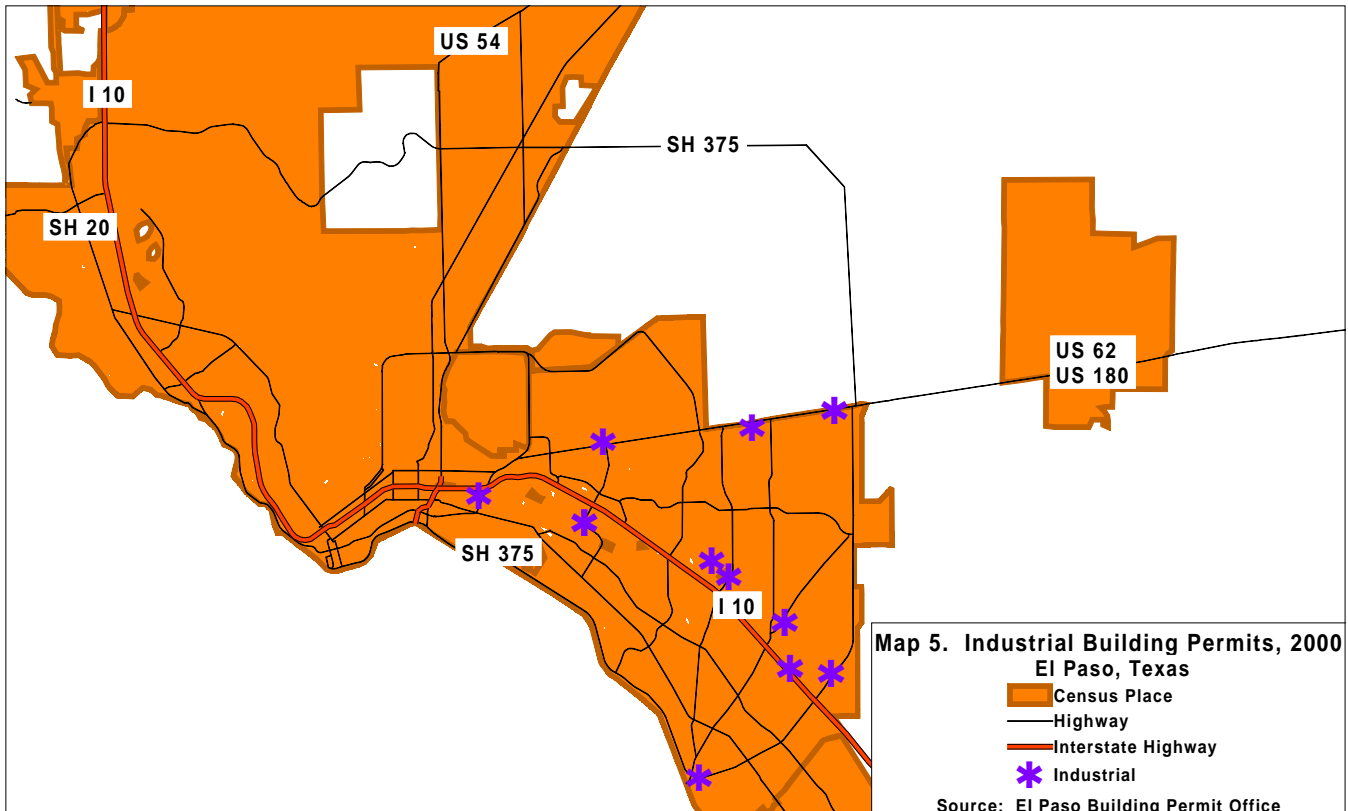 US 54
I 10
SH 375
SH 20
US 62
US 180
SH 375
I 10
Map 5. Industrial Building Permits, 2000
El Paso, Texas
Census Place
Highway
Interstate Highway
Industrial
Source: El Paso Building Permit Office